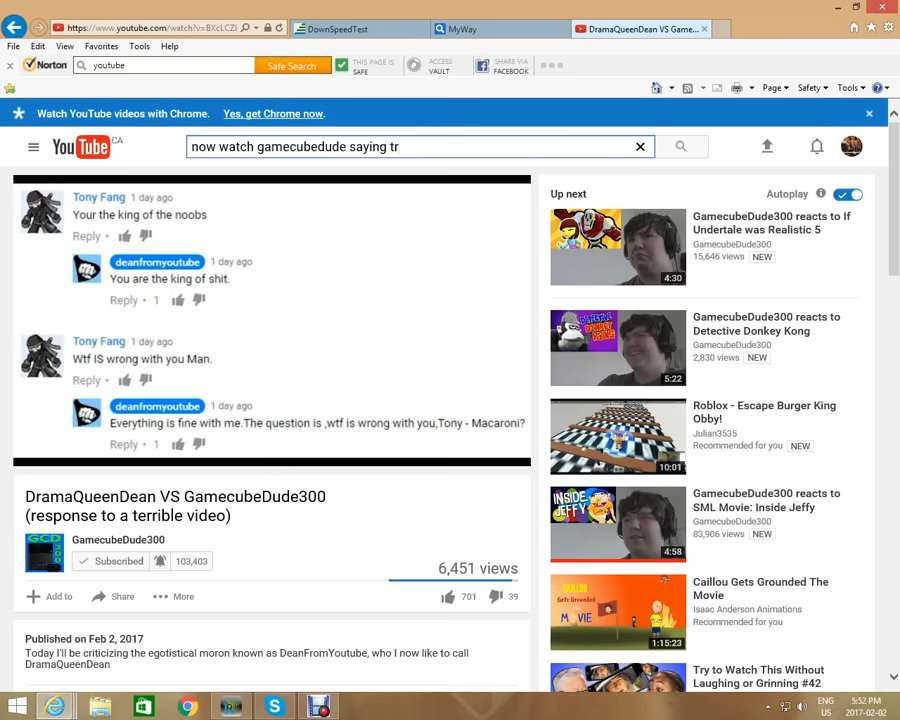 https://www.youtube.com/watch?v=BXcLCZ8
DownSpeedTest
MyWay
DramaQueenDean VS Game...
File Edit View Favorites Tools Help
Norton
youtube
Safe Search
THIS PAGE IS
SAFE
ACCESS
VAULT
SHARE VIA
FACEBOOK
Page Safety Tools
Watch YouTube videos with Chrome. Yes, get Chrome now.
YouTube CA
now watch gamecubedude saying tr
Tony Fang 1 day ago
Your the king of the noobs
Reply
deanfromyoutube 1 day ago
You are the king of shit.
Reply 1
Tony Fang 1 day ago
Wtf IS wrong with you Man.
Reply
deanfromyoutube 1 day ago
Everything is fine with me.The question is ,wtf is wrong with you,Tony - Macaroni?
Reply 1
DramaQueenDean VS GamecubeDude300
(response to a terrible video)
GCD
300
GamecubeDude300
Subscribed 103,403
6,451 views
Add to Share More
701 39
Published on Feb 2, 2017
Today I'll be criticizing the egotistical moron known as DeanFromYoutube, who I now like to call
DramaQueenDean
Up next
Autoplay
GamecubeDude300 reacts to If
Undertale was Realistic 5
GamecubeDude300
15,646 views NEW
4:30
DETECTIVE
DONKEY
KONG
GamecubeDude300 reacts to
Detective Donkey Kong
GamecubeDude300
2,830 views NEW
5:22
Roblox - Escape Burger King
Obby!
Julian3535
Recommended for you NEW
10:01
INSIDE
JEFFY
GamecubeDude300 reacts to
SML Movie: Inside Jeffy
GamecubeDude300
83,906 views NEW
4:58
CAILLOU
Gets Grounded
THE
MOVIE
Caillou Gets Grounded The
Movie
Isaac Anderson Animations
Recommended for you
1:15:23
Try to Watch This Without
Laughing or Grinning #42
ENG
US
5:52 PM
2017-02-02